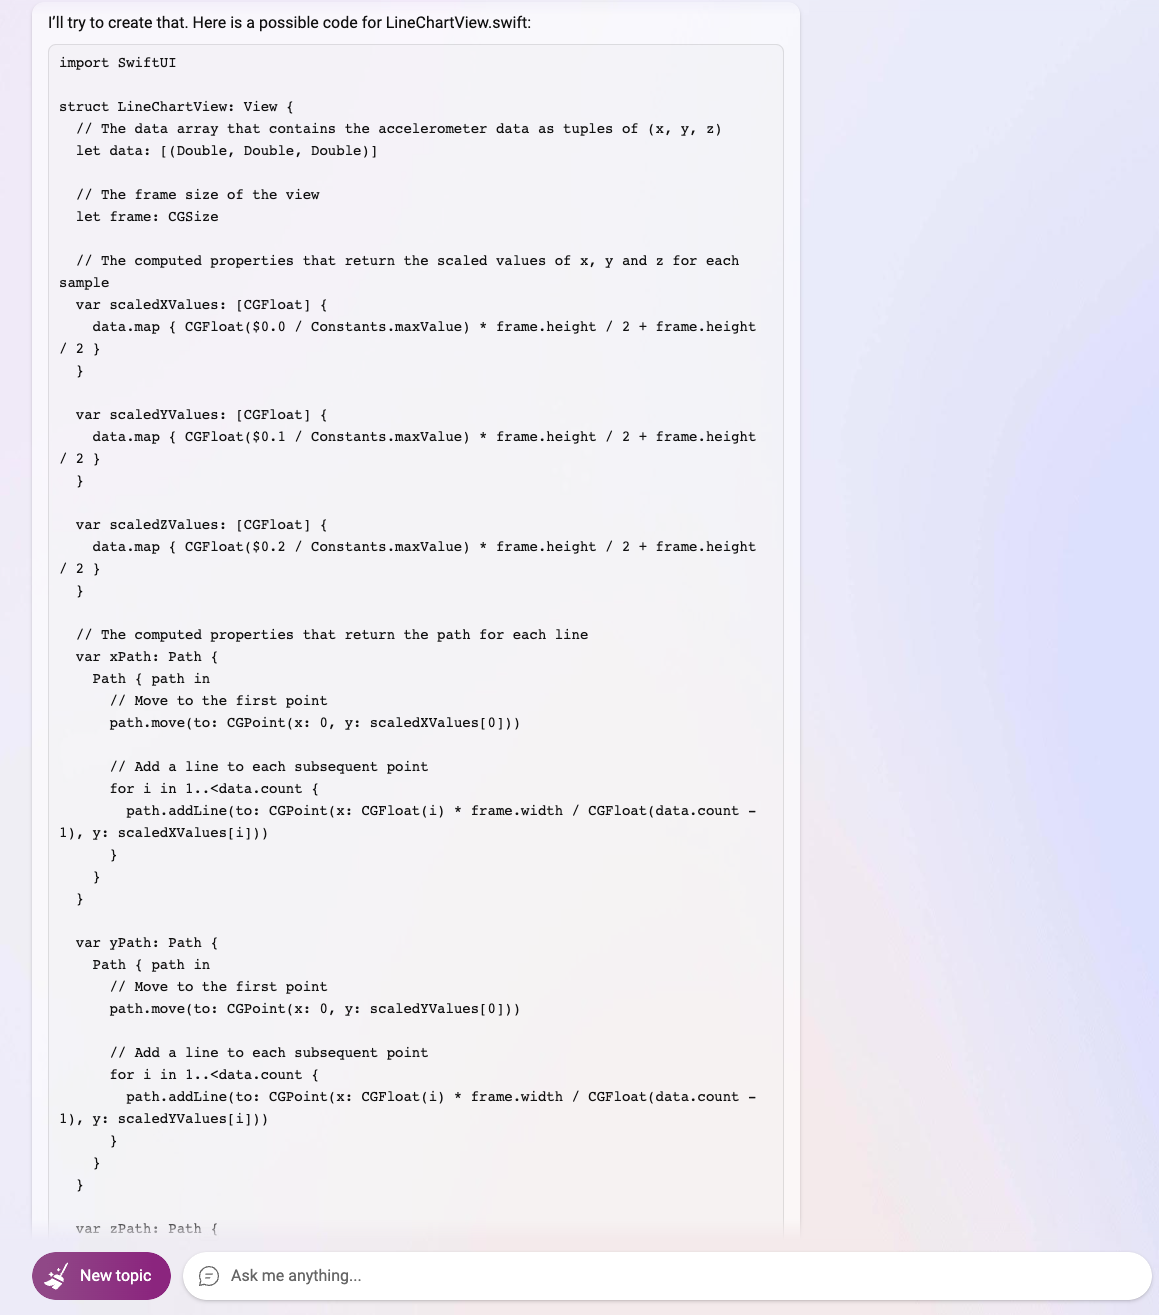 I'll try to create that. Here is a possible code for LineChartView.swift:
import SwiftUI
struct LineChartView: View {
// The data array that contains the accelerometer data as tuples of (x, y, z)
let data: [(Double, Double, Double)]
// The frame size of the view
let frame: CGSize
// The computed properties that return the scaled values of x, y and z for each
sample
var scaledXValues: [CGFloat] {
data.map { CGFloat($0.0 / Constants.maxValue) * frame.height / 2 + frame.height
/ 2 }
}
var scaledYValues: [CGFloat] {
data.map { CGFloat($0.1 / Constants.maxValue) * frame.height / 2 + frame.height
/ 2 }
}
var scaledZValues: [CGFloat] {
data.map { CGFloat($0.2 / Constants.maxValue) * frame.height / 2 + frame.height
/ 2 }
}
// The computed properties that return the path for each line
var xPath: Path {
Path { path in
// Move to the first point
path.move(to: CGPoint(x: 0, y: scaledXValues[0]))
// Add a line to each subsequent point
for i in 1..<data.count {
path.addLine(to: CGPoint(x: CGFloat(i) * frame.width / CGFloat(data.count -
1), y: scaledXValues[i]))
}
}
}
var yPath: Path {
Path { path in
// Move to the first point
path.move(to: CGPoint(x: 0, y: scaledYValues[0]))
// Add a line to each subsequent point
for i in 1..<data.count {
path.addLine(to: CGPoint(x: CGFloat(i) * frame.width / CGFloat(data.count -
1), y: scaledYValues[i]))
}
}
}
var zPath: Path {
New topic
Ask me anything...